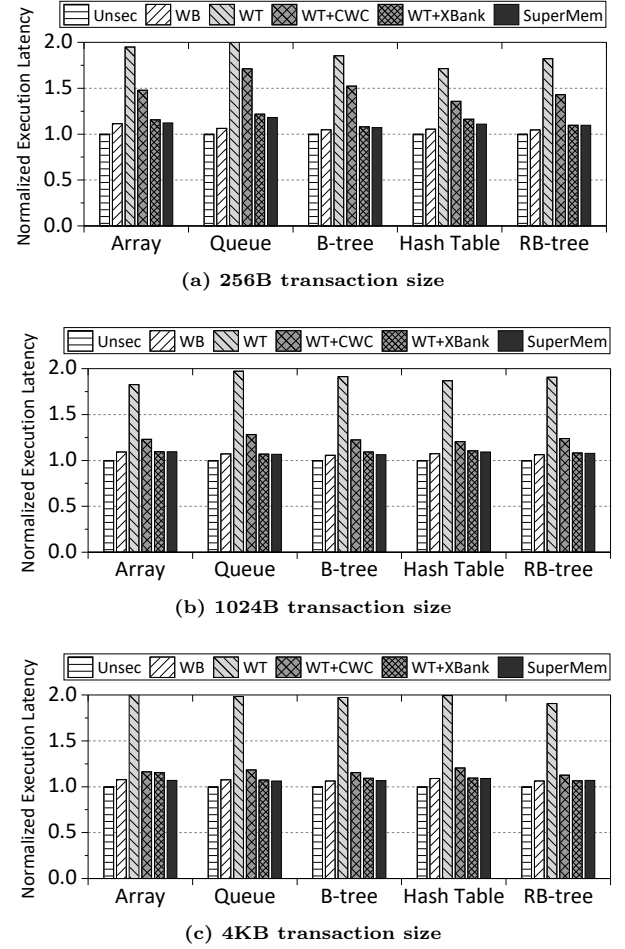 Unsec WB WT WT+CWC WT+XBank SuperMem
Normalized Execution Latency
2.0
1.5
1.0
0.5
0.0
Array Queue B-tree Hash Table RB-tree
(a) 256B transaction size
Unsec WB WT WT+CWC WT+XBank SuperMem
Normalized Execution Latency
2.0
1.5
1.0
0.5
0.0
Array Queue B-tree Hash Table RB-tree
(b) 1024B transaction size
Unsec WB WT WT+CWC WT+XBank SuperMem
Normalized Execution Latency
2.0
1.5
1.0
0.5
0.0
Array Queue B-tree Hash Table RB-tree
(c) 4KB transaction size